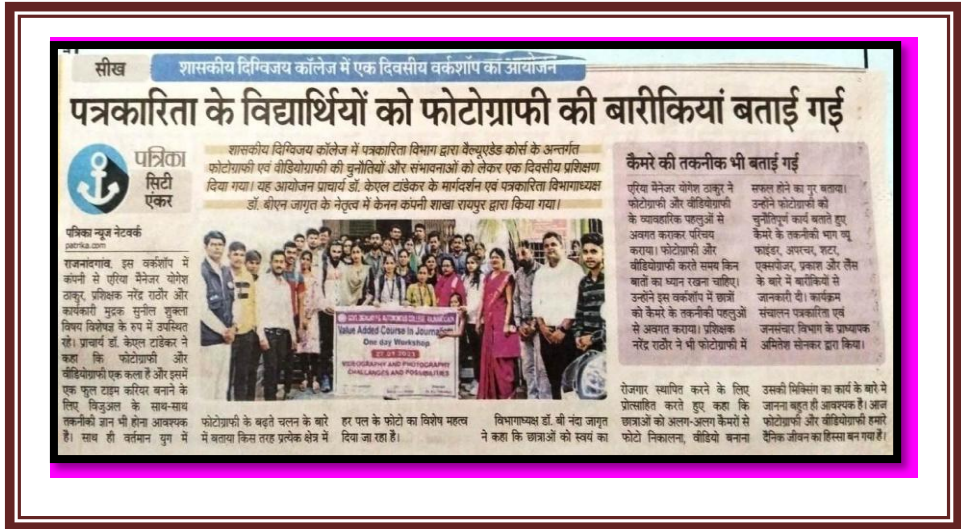 सीख
शासकीय दिग्विजय कॉलेज में एक दिवसीय वर्कशॉप का आयोजन
पत्रकारिता के विद्यार्थियों को फोटोग्राफी की बारीकियां बताई गई
पत्रिका
सिटी
एंकर
शासकीय दिग्विजय कॉलेज में पत्रकारिता विभाग द्वारा वैल्यूएडेड कोर्स के अन्तर्गत
फोटोग्राफी एवं वीडियोग्राफी की चुनौतियों और संभावनाओं को लेकर एक दिवसीय प्रशिक्षण
दिया गया। यह आयोजन प्राचार्य डॉ. केएल टांडेकर के मार्गदर्शन एवं पत्रकारिता विभागाध्यक्ष
डॉ. बीएन जागृत के नेतृत्व में केनन कंपनी शाखा रायपुर द्वारा किया गया।
पत्रिका न्यूज नेटवर्क
patrika.com
राजनांदगांव. इस वर्कशॉप में
कंपनी से एरिया मैनेजर योगेश
ठाकुर, प्रशिक्षक नरेंद्र राठौर और
कार्यकारी मुद्रक सुनील शुक्ला
विषय विशेषज्ञ के रुप में उपस्थित
रहे। प्राचार्य डॉ. केएल टांडेकर ने
कहा कि फोटोग्राफी और
वीडियोग्राफी एक कला है और इसमें
एक फुल टाइम करियर बनाने के
लिए विजुअल के साथ-साथ
तकनीकी ज्ञान भी होना आवश्यक
है। साथ ही वर्तमान युग में
GOVT. DIGVIJAY AUTONOMOUS COLLEGE RAJNANDGAON
Value Added Course In Journalism
One day Workshop
27 01 2023
VIDEOGRAPHY AND PHOTOGRAPHY
CHALLANGES AND POSSIBILITIES
फोटोग्राफी के बढ़ते चलन के बारे
में बताया किस तरह प्रत्येक क्षेत्र में
हर पल के फोटो का विशेष महत्व
दिया जा रहा है।
विभागाध्यक्ष डॉ. बी नंदा जागृत
ने कहा कि छात्राओं को स्वयं का
कैमरे की तकनीक भी बताई गई
एरिया मैनेजर योगेश ठाकुर ने
फोटोग्राफी और वीडियोग्राफी
के व्यावहारिक पहलुओं से
अवगत कराकर परिचय
कराया। फोटोग्राफी और
वीडियोग्राफी करते समय किन
बातों का ध्यान रखना चाहिए।
उन्होंने इस वर्कशॉप में छात्रों
को कैमरे के तकनीकी पहलुओं
से अवगत कराया। प्रशिक्षक
नरेंद्र राठौर ने भी फोटोग्राफी में
सफल होने का गुर बताया।
उन्होंने फोटोग्राफी को
चुनौतिपूर्ण कार्य बताते हुए
कैमरे के तकनीकी भाग व्यू
फाइंडर, अपरचर, शटर,
एक्सपोजर, प्रकाश और लैंस
के बारे में बारीकियों से
जानकारी दी। कार्यक्रम
संचालन पत्रकारिता एवं
जनसंचार विभाग के प्राध्यापक
अमितेश सोनकर द्वारा किया।
रोजगार स्थापित करने के लिए
प्रोत्साहित करते हुए कहा कि
छात्राओं को अलग-अलग कैमरों से
फोटो निकालना, वीडियो बनाना
उसकी मिक्सिंग का कार्य के बारे मे
जानना बहुत ही आवश्यक है। आज
फोटोग्राफी और वीडियोग्राफी हमारे
दैनिक जीवन का हिस्सा बन गया है।